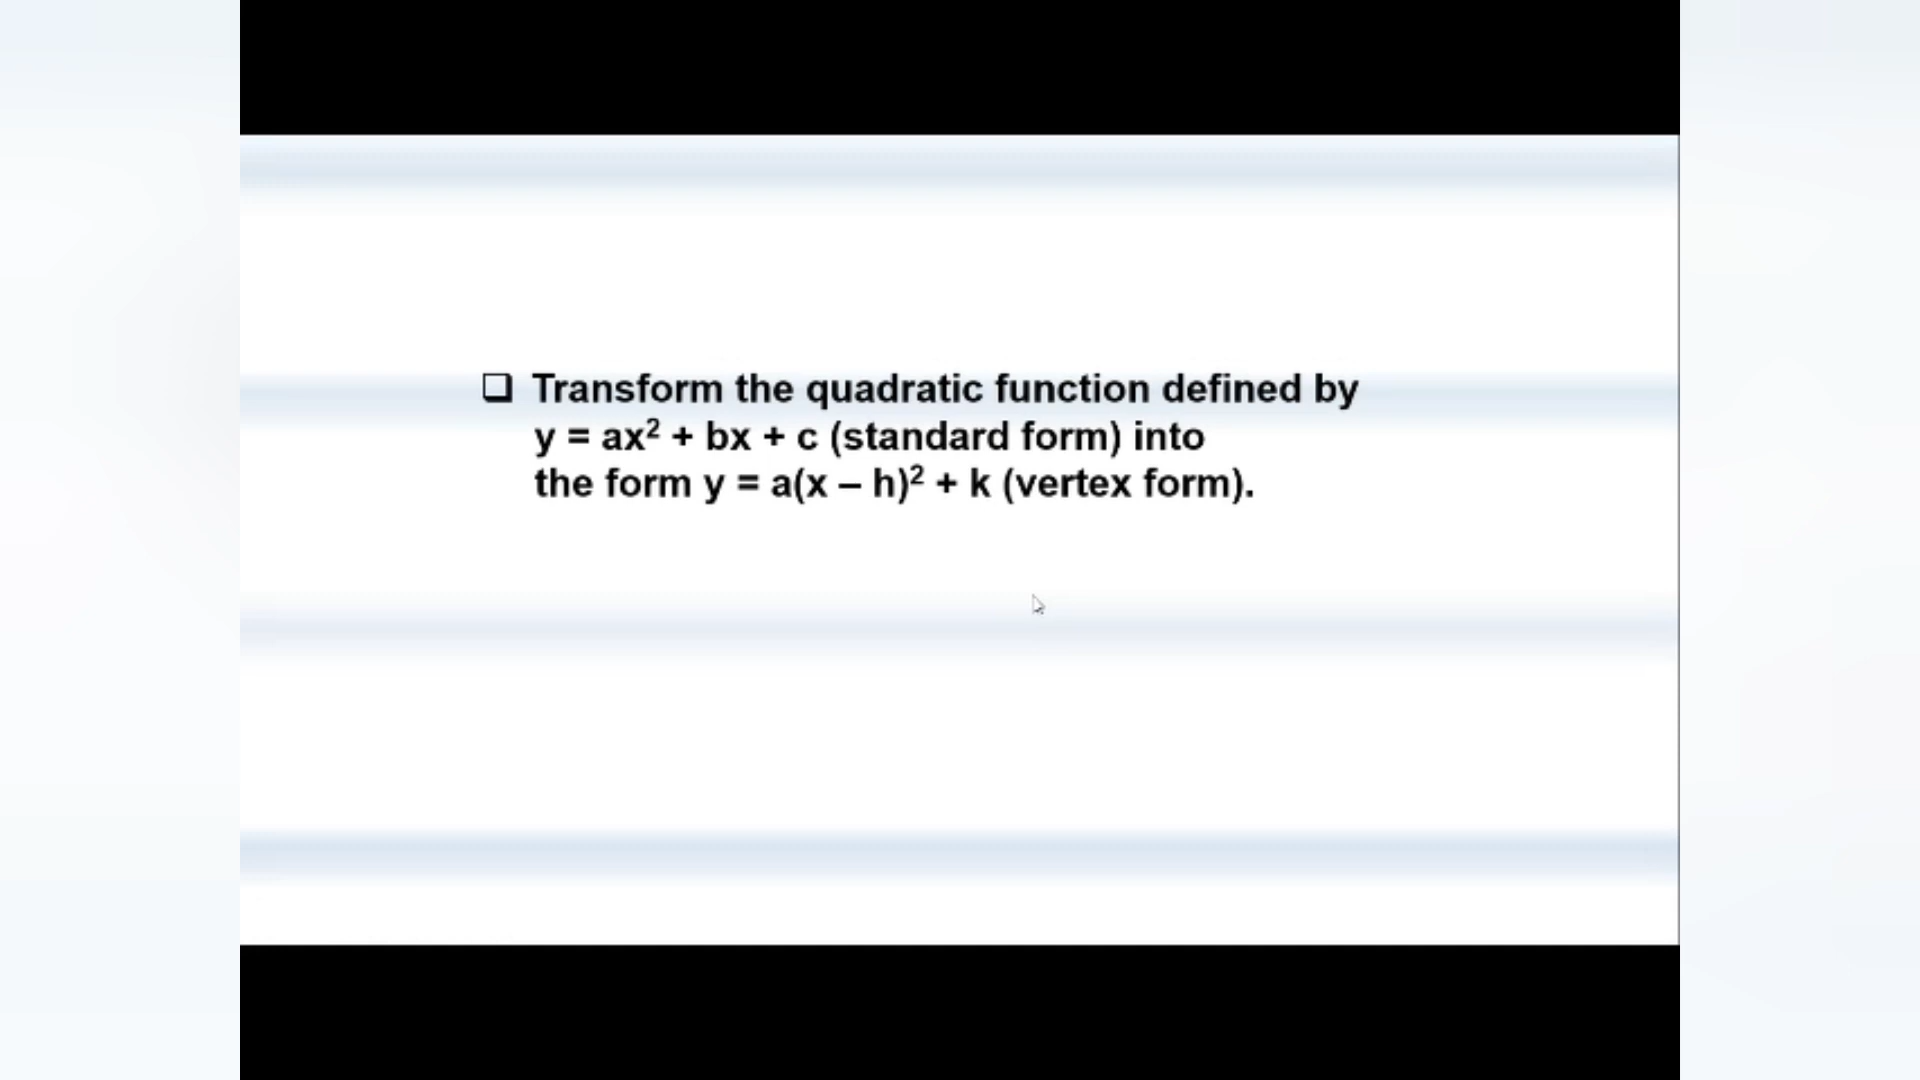 ❑ Transform the quadratic function defined by
y = ax² + bx + c (standard form) into
the form y = a(x – h)² + k (vertex form).